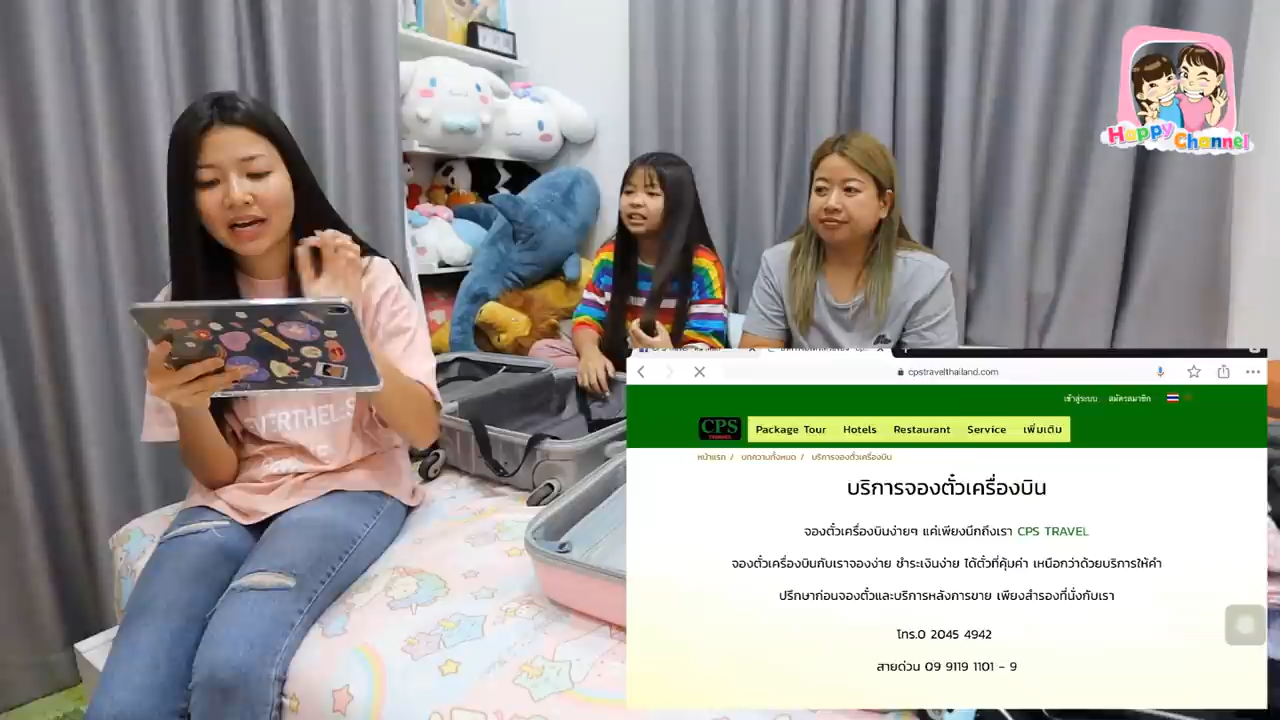 Happy Channel
cpstravelthailand.com
เข้าสู่ระบบ สมัครสมาชิก
CPS
TRAVEL
Package Tour Hotels Restaurant Service เพิ่มเติม
หน้าแรก / บทความทั้งหมด / บริการจองตั๋วเครื่องบิน
บริการจองตั๋วเครื่องบิน
จองตั๋วเครื่องบินง่ายๆ แค่เพียงนึกถึงเรา CPS TRAVEL
จองตั๋วเครื่องบินกับเราจองง่าย ชำระเงินง่าย ได้ตั๋วที่คุ้มค่า เหนือกว่าด้วยบริการให้คำ
ปรึกษาก่อนจองตั๋วและบริการหลังการขาย เพียงสำรองที่นั่งกับเรา
โทร.0 2045 4942
สายด่วน 09 9119 1101 - 9